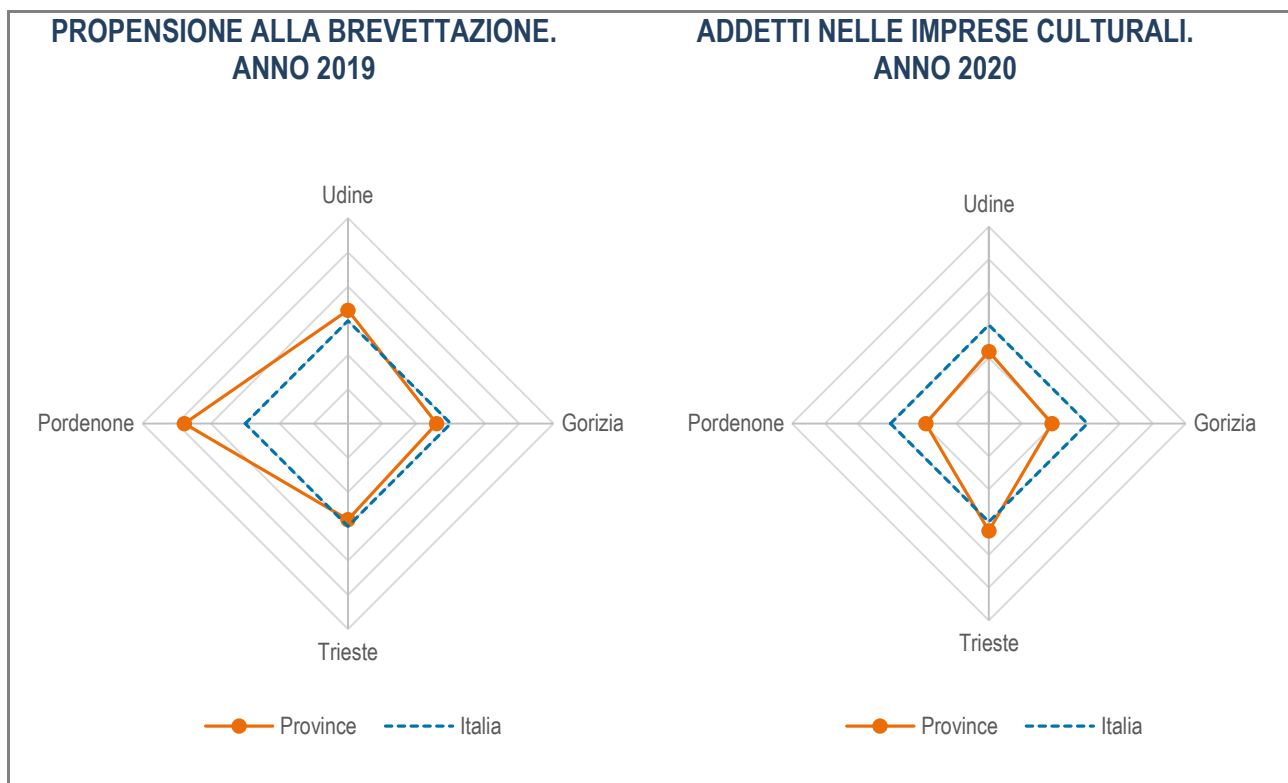 PROPENSIONE ALLA BREVETTAZIONE.
ANNO 2019
Udine
Pordenone
Gorizia
Trieste
Province
Italia
ADDETTI NELLE IMPRESE CULTURALI.
ANNO 2020
Udine
Pordenone
Gorizia
Trieste
Province
Italia